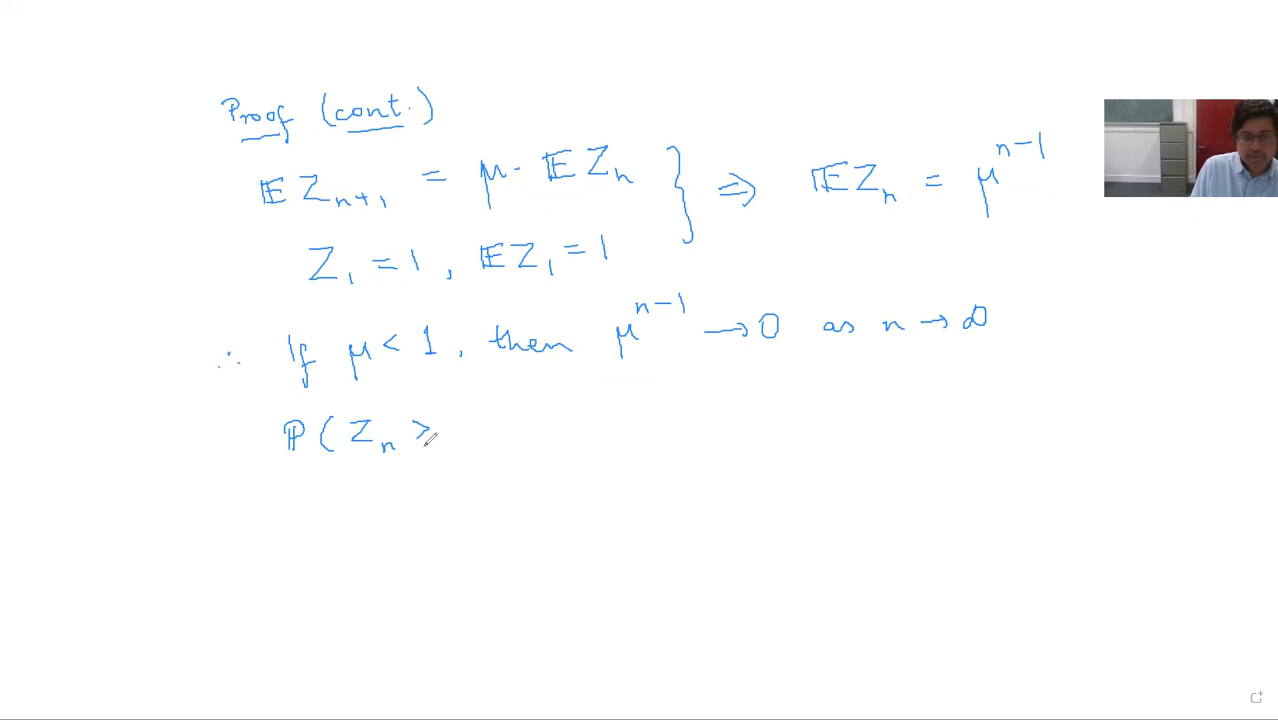 Proof (cont.)
𝔼Z_{n+1} = μ · 𝔼Z_n } ⇒ 𝔼Z_n = μ^{n-1}
Z_1 = 1, 𝔼Z_1 = 1
∴ If μ < 1, then μ^{n-1} → 0 as n → ∞
ℙ(Z_n >